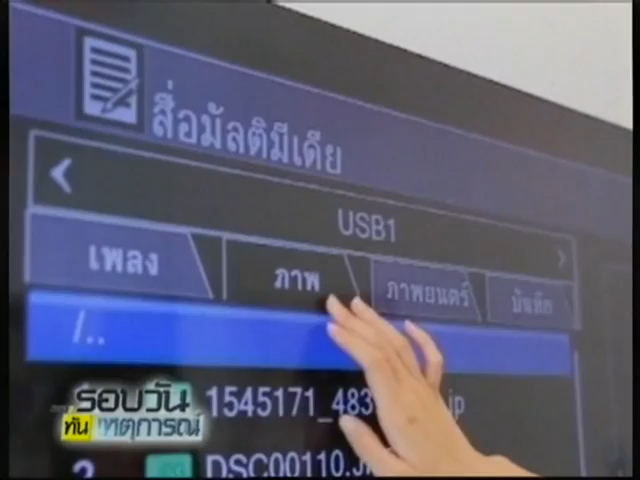 สื่อมัลติมีเดีย
USB1
เพลง ภาพ ภาพยนตร์ บันทึก
/..
1545171_483
DSC00110.
รอบวัน
ทันเหตุการณ์